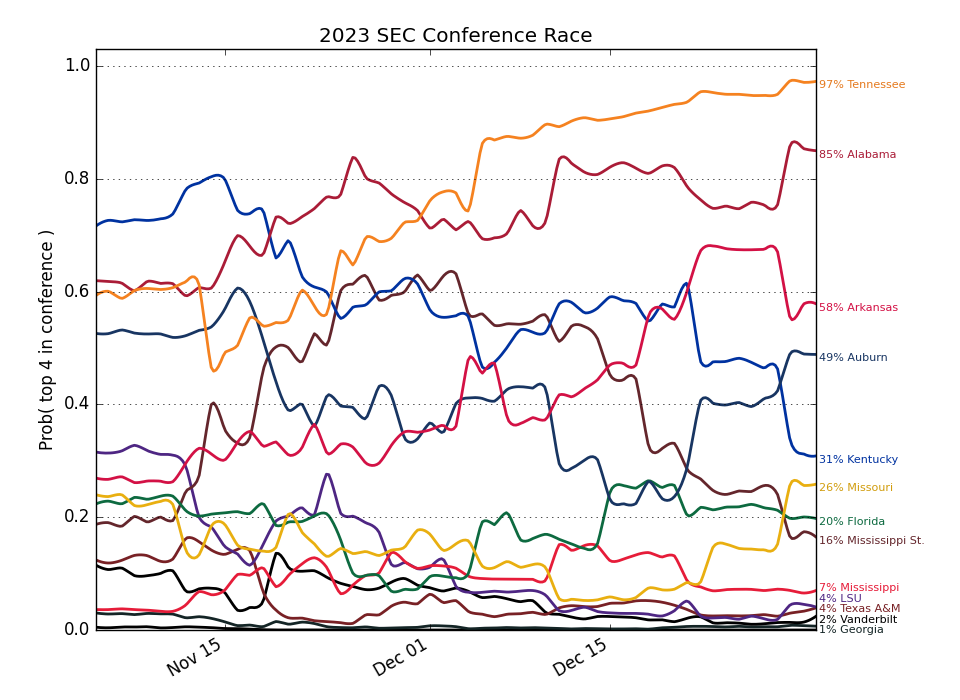 2023 SEC Conference Race
Prob( top 4 in conference )
1.0
0.8
0.6
0.4
0.2
0.0
Nov 15
Dec 01
Dec 15
97% Tennessee
85% Alabama
58% Arkansas
49% Auburn
31% Kentucky
26% Missouri
20% Florida
16% Mississippi St.
7% Mississippi
4% LSU
4% Texas A&M
2% Vanderbilt
1% Georgia